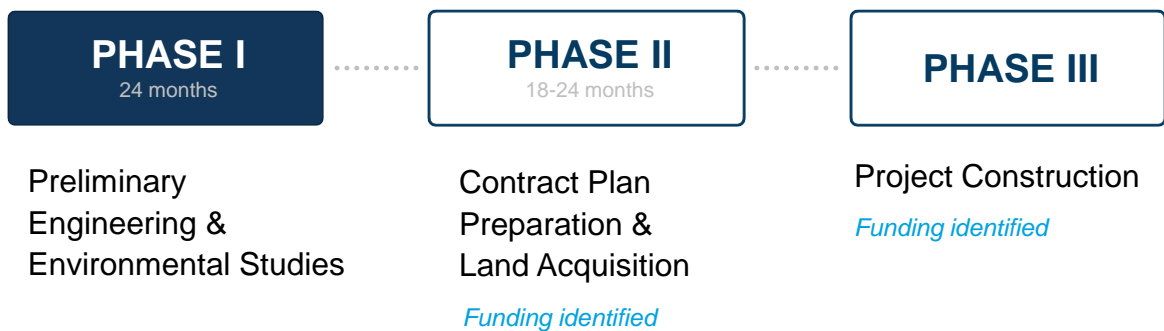 PHASE I
24 months
Preliminary
Engineering &
Environmental Studies
PHASE II
18-24 months
Contract Plan
Preparation &
Land Acquisition
Funding identified
PHASE III
Project Construction
Funding identified